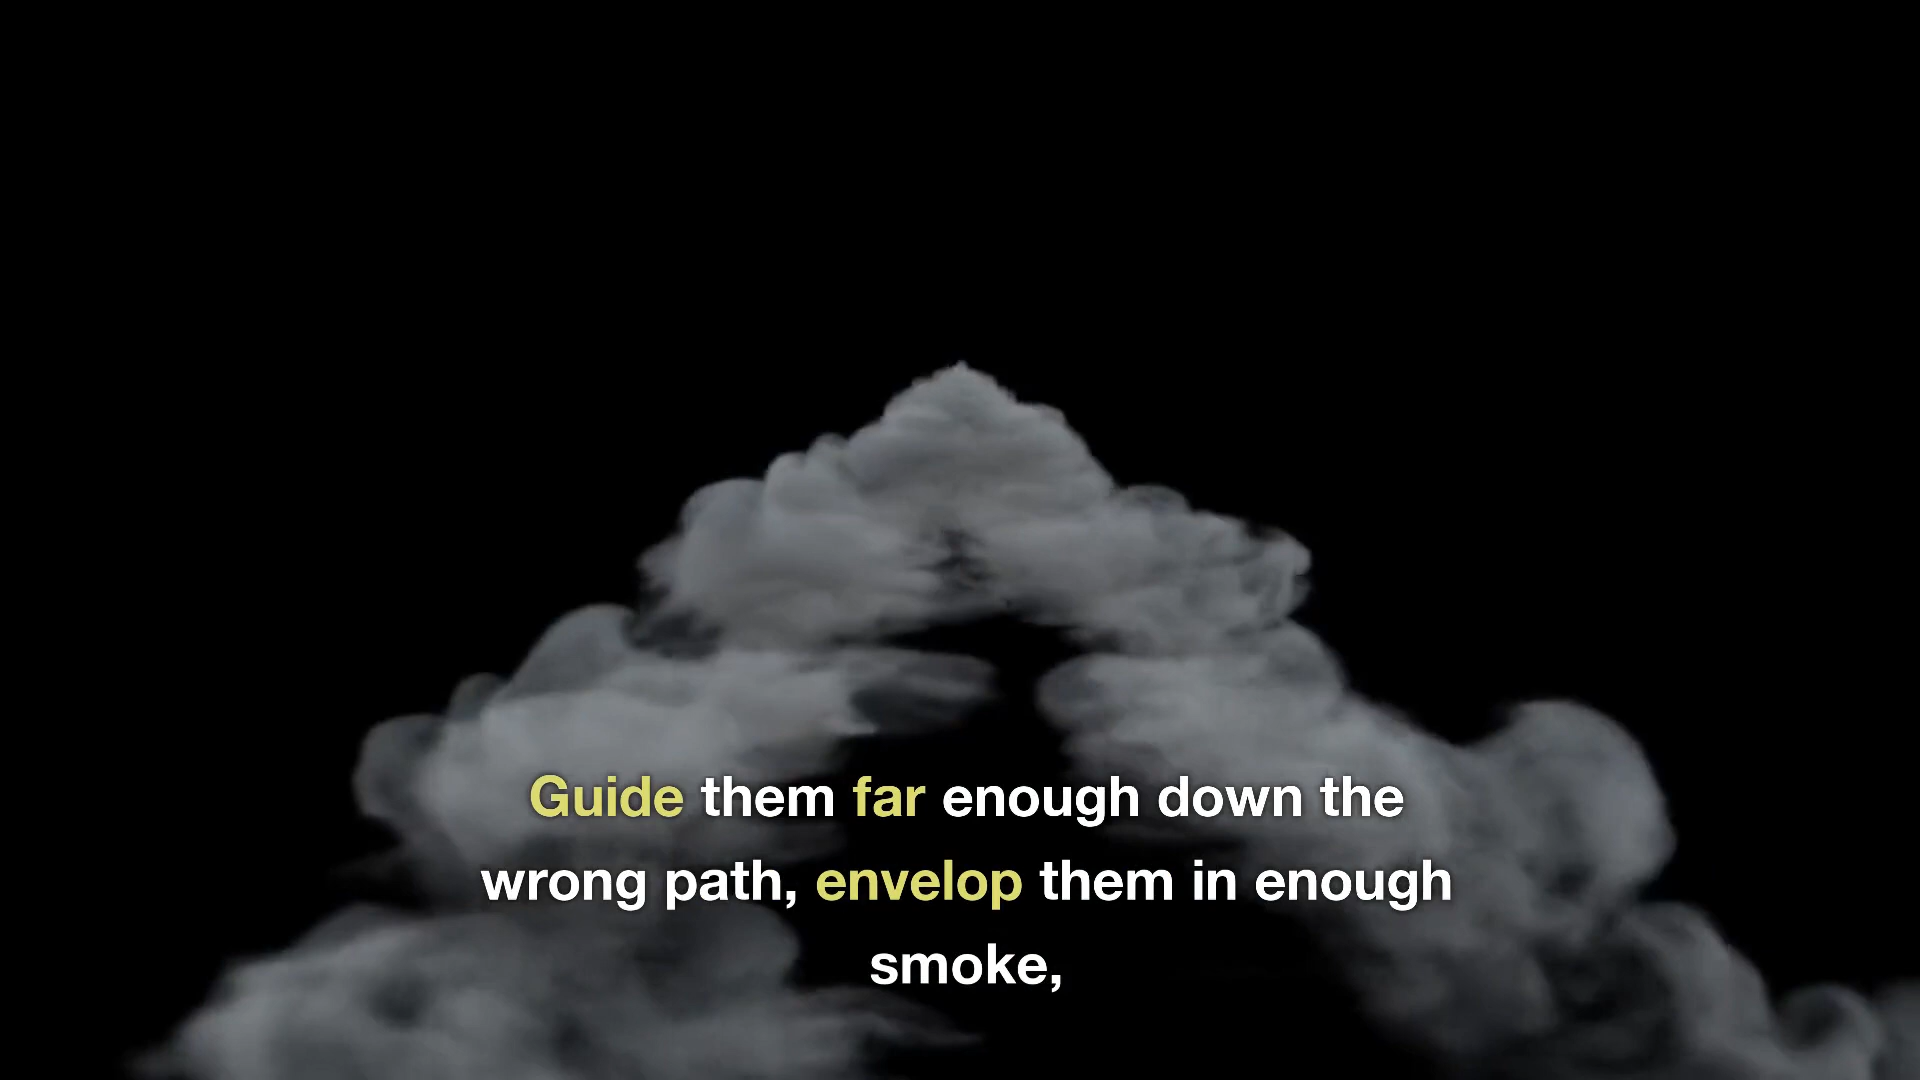 Guide them far enough down the
wrong path, envelop them in enough
smoke,